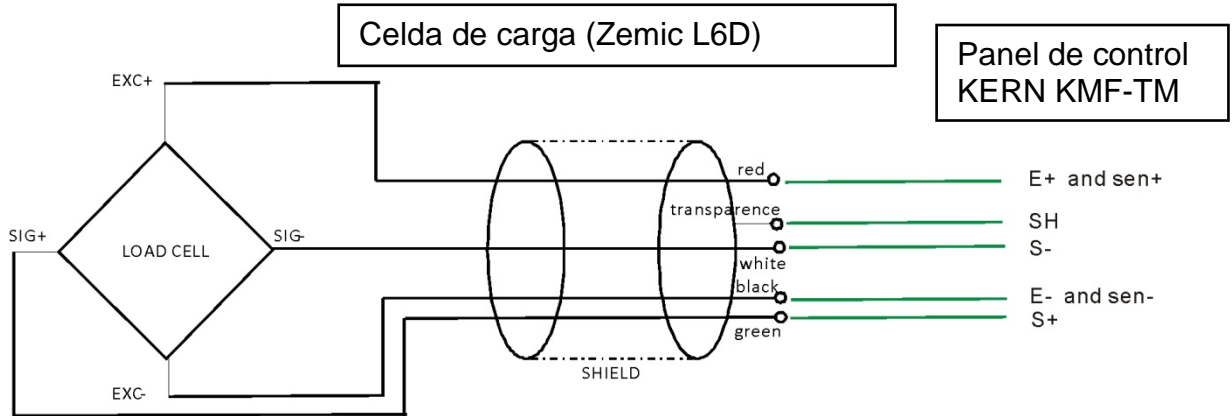 Celda de carga (Zemic L6D)
Panel de control
KERN KMF-TM
EXC+
red
E+ and sen+
transparence
SH
SIG+
LOAD CELL
SIG-
S-
white
black
E- and sen-
S+
green
SHIELD
EXC-